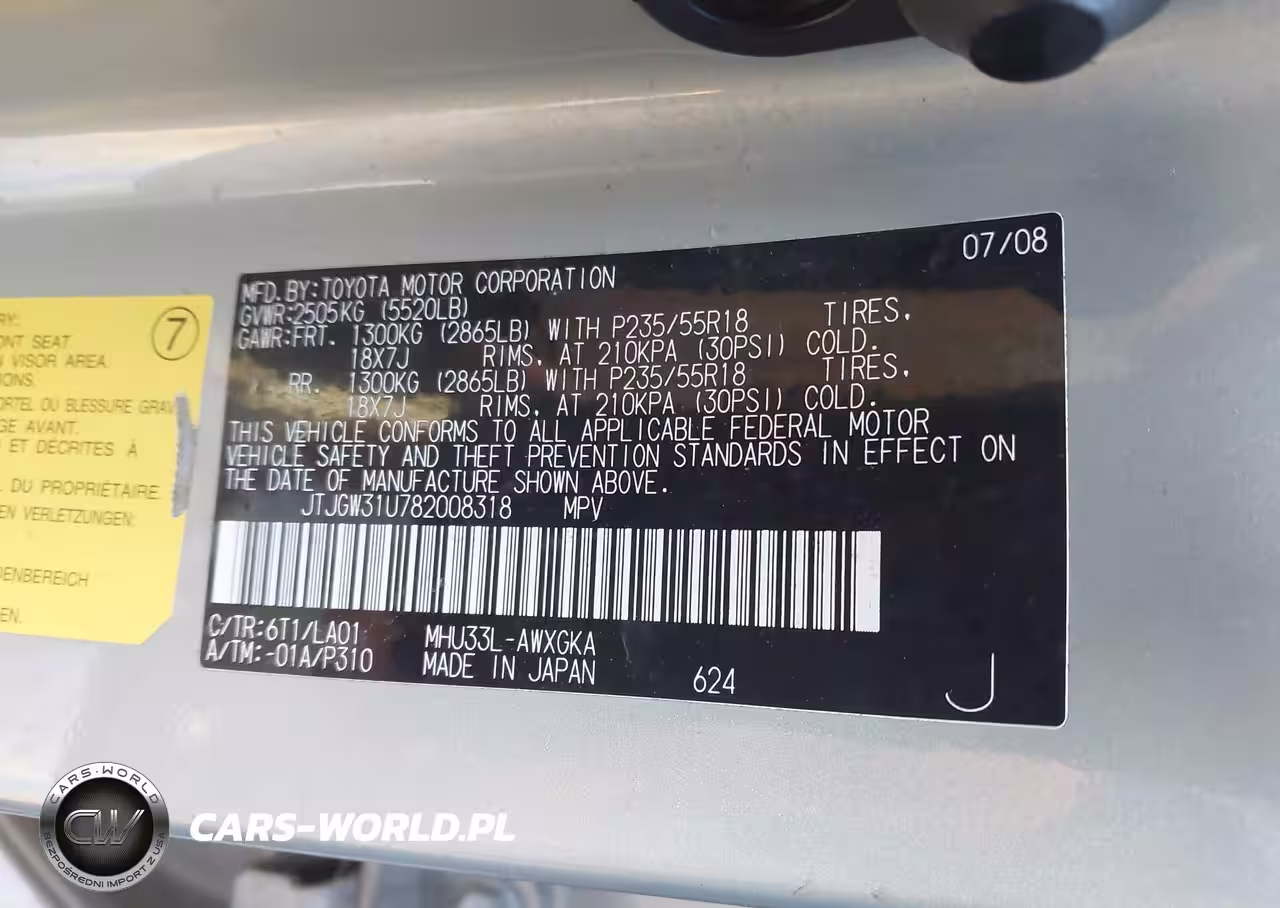 07/08
MFD. BY: TOYOTA MOTOR CORPORATION
GVWR: 2505KG (5520LB)
GAWR: FRT. 1300KG (2865LB) WITH P235/55R18 TIRES,
18X7J RIMS, AT 210KPA (30PSI) COLD.
RR. 1300KG (2865LB) WITH P235/55R18 TIRES,
18X7J RIMS, AT 210KPA (30PSI) COLD.
THIS VEHICLE CONFORMS TO ALL APPLICABLE FEDERAL MOTOR
VEHICLE SAFETY AND THEFT PREVENTION STANDARDS IN EFFECT ON
THE DATE OF MANUFACTURE SHOWN ABOVE.
JTJGW31U782008318 MPV
C/TR: 6T1/LA01 MHU33L-AWXGKA
A/TM: -01A/P310 MADE IN JAPAN 624
J
7
RY:
ONT SEAT.
N VISOR AREA
IONS.
ORTEL OU BLESSURE GRAV
GE AVANT.
ET DÉCRITES À
DU PROPRIÉTAIRE
EN VERLETZUNGEN:
DENBEREICH
EN.
CARS-WORLD
CW
BEZPOŚREDNI IMPORT Z USA
CARS-WORLD.PL